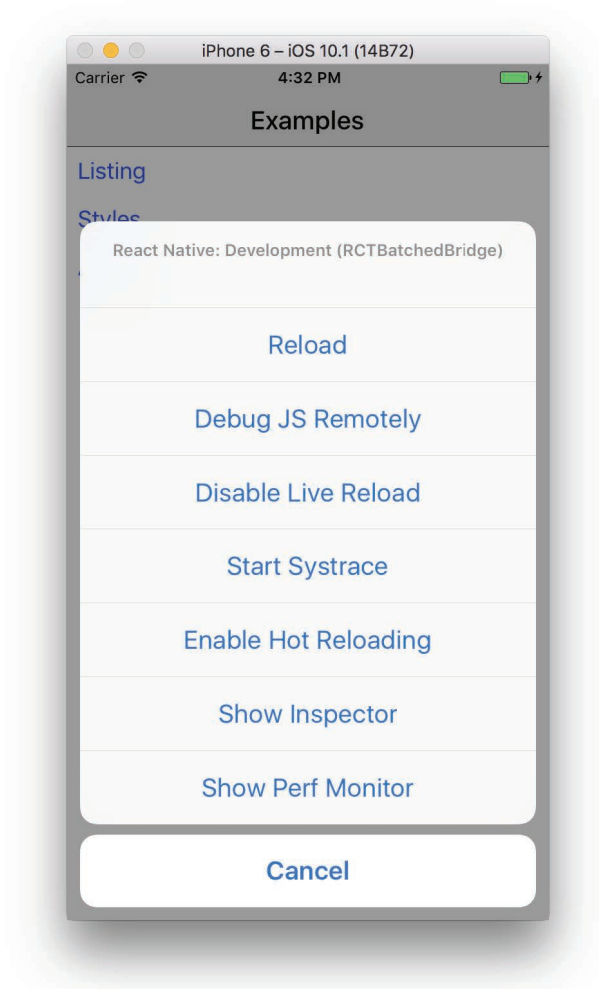 iPhone 6 – iOS 10.1 (14B72)
Carrier 4:32 PM
Examples
Listing
Styles
React Native: Development (RCTBatchedBridge)
Reload
Debug JS Remotely
Disable Live Reload
Start Systrace
Enable Hot Reloading
Show Inspector
Show Perf Monitor
Cancel